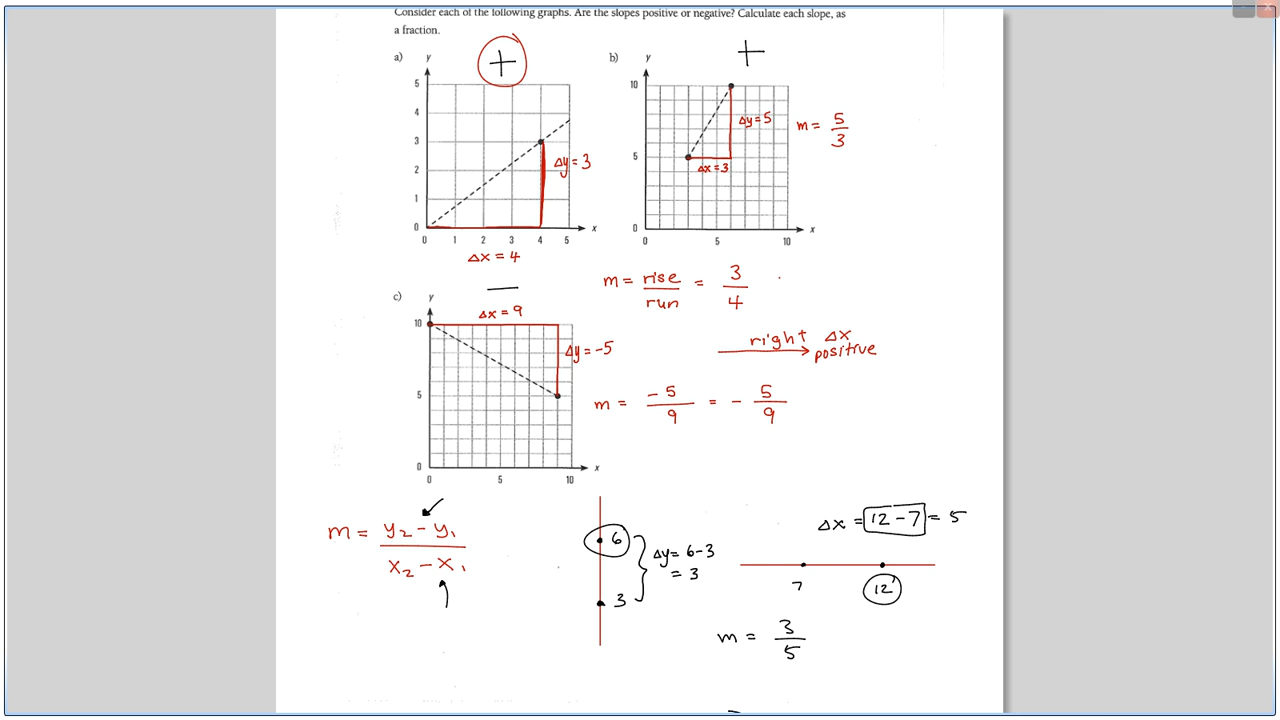 Consider each of the following graphs. Are the slopes positive or negative? Calculate each slope, as
a fraction.
a)
y
+
5
4
3
2
1
0
0 1 2 3 4 5
x
Δy = 3
Δx = 4
b)
y
+
10
5
0
0 5 10
x
Δy = 5
Δx = 3
m = 5/3
m = rise/run = 3/4
c)
y
—
10
5
0
0 5 10
x
Δx = 9
Δy = -5
right Δx
positive
m = -5/9 = - 5/9
m = y₂ - y₁
x₂ - x₁
6
3
Δy = 6-3
= 3
Δx = 12 - 7 = 5
7 12
m = 3/5